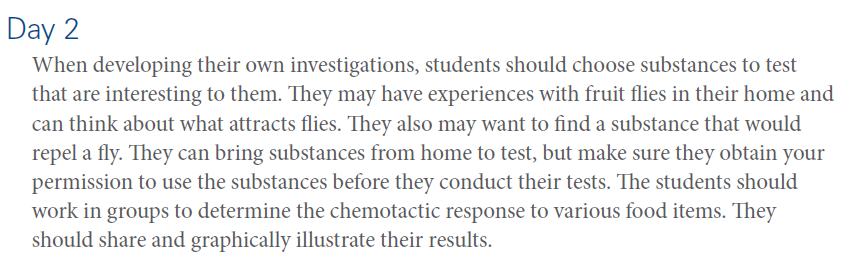 Day 2
When developing their own investigations, students should choose substances to test
that are interesting to them. They may have experiences with fruit flies in their home and
can think about what attracts flies. They also may want to find a substance that would
repel a fly. They can bring substances from home to test, but make sure they obtain your
permission to use the substances before they conduct their tests. The students should
work in groups to determine the chemotactic response to various food items. They
should share and graphically illustrate their results.